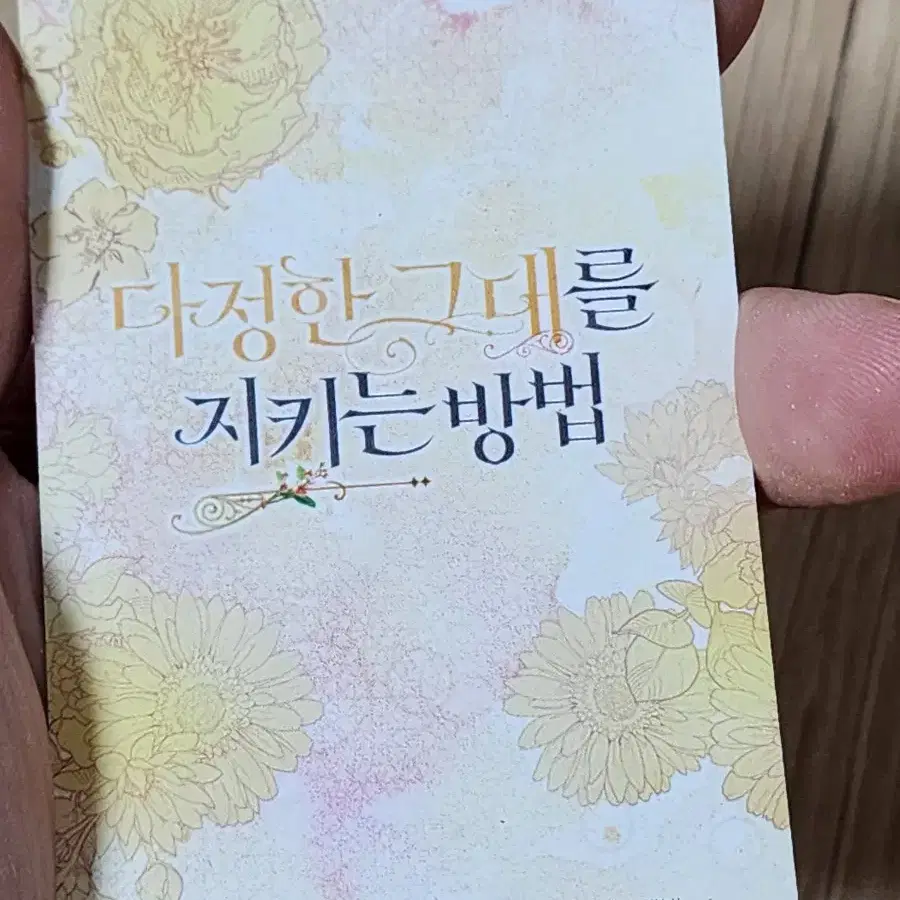 다정한 그대를
지키는 방법